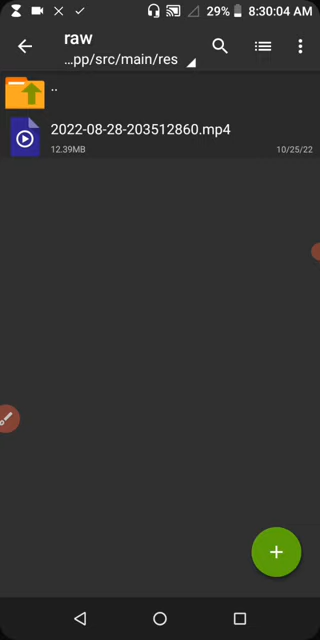 29% 8:30:04 AM
raw
...pp/src/main/res
..
2022-08-28-203512860.mp4
12.39MB 10/25/22